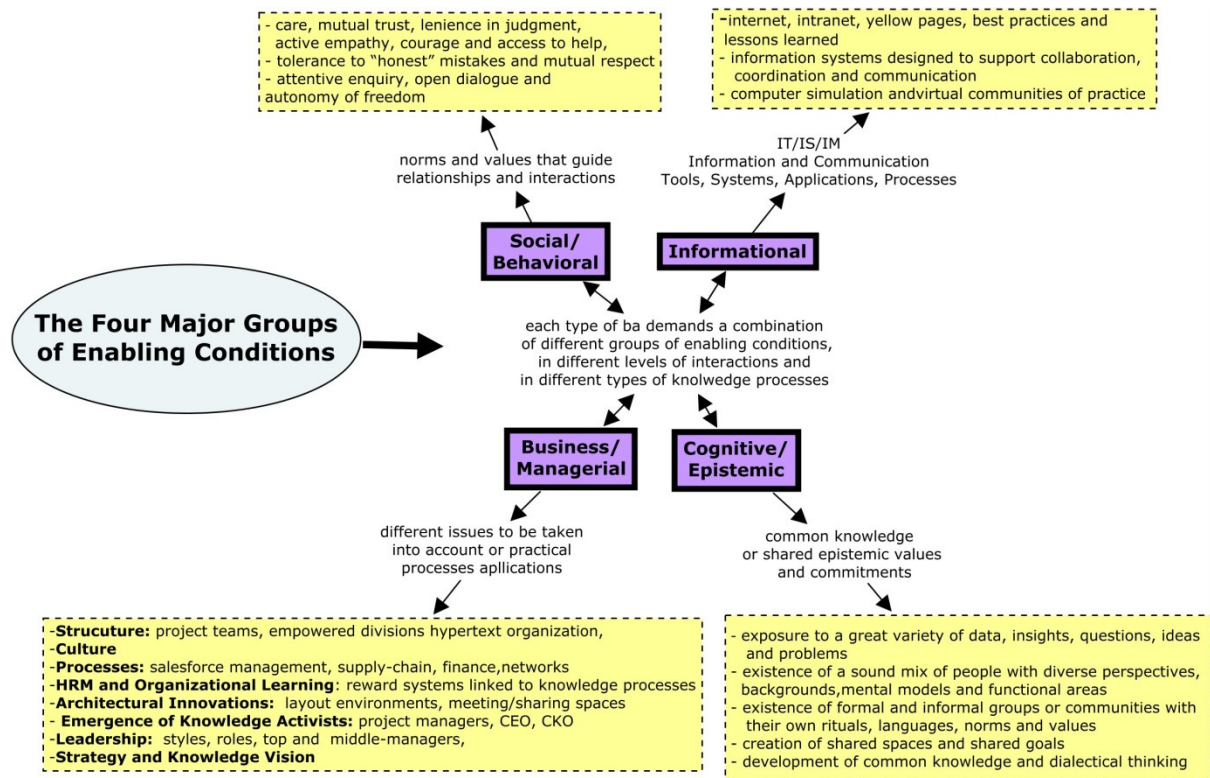 - care, mutual trust, lenience in judgment,
active empathy, courage and access to help,
- tolerance to “honest” mistakes and mutual respect
- attentive enquiry, open dialogue and
autonomy of freedom
-internet, intranet, yellow pages, best practices and
lessons learned
- information systems designed to support collaboration,
coordination and communication
- computer simulation andvirtual communities of practice
norms and values that guide
relationships and interactions
IT/IS/IM
Information and Communication
Tools, Systems, Applications, Processes
Social/
Behavioral
Informational
The Four Major Groups
of Enabling Conditions
each type of ba demands a combination
of different groups of enabling conditions,
in different levels of interactions and
in different types of knolwedge processes
Business/
Managerial
Cognitive/
Epistemic
different issues to be taken
into account or practical
processes apllications
common knowledge
or shared epistemic values
and commitments
-Strucuture: project teams, empowered divisions hypertext organization,
-Culture
-Processes: salesforce management, supply-chain, finance,networks
-HRM and Organizational Learning: reward systems linked to knowledge processes
-Architectural Innovations: layout environments, meeting/sharing spaces
- Emergence of Knowledge Activists: project managers, CEO, CKO
-Leadership: styles, roles, top and middle-managers,
-Strategy and Knowledge Vision
- exposure to a great variety of data, insights, questions, ideas
and problems
- existence of a sound mix of people with diverse perspectives,
backgrounds,mental models and functional areas
- existence of formal and informal groups or communities with
their own rituals, languages, norms and values
- creation of shared spaces and shared goals
- development of common knowledge and dialectical thinking